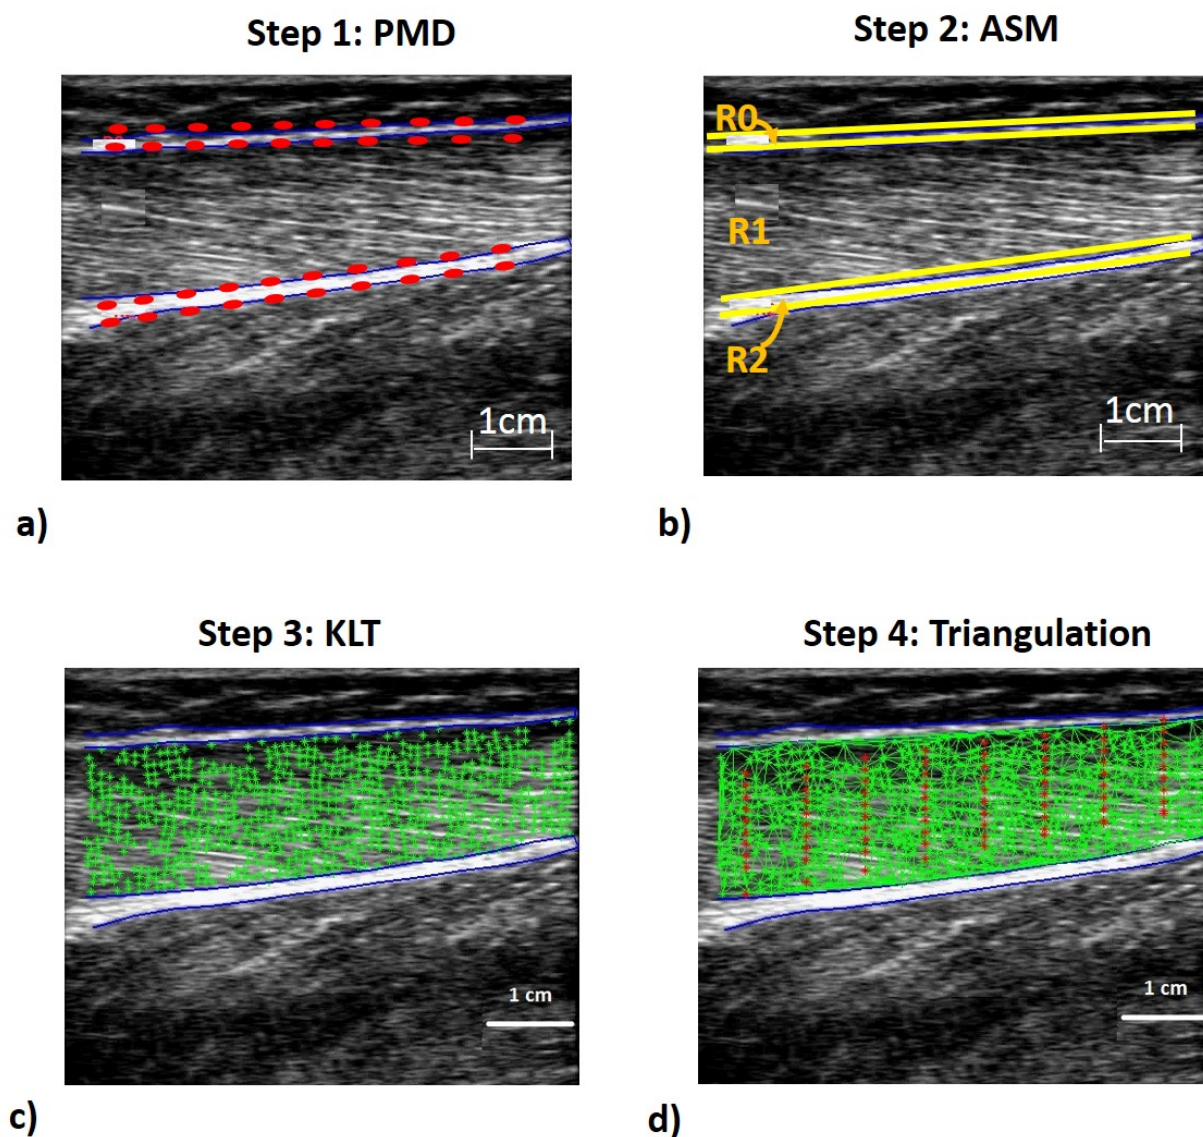 Step 1: PMD
Step 2: ASM
R0
R1
R2
1cm
1cm
a)
b)
Step 3: KLT
Step 4: Triangulation
1 cm
1 cm
c)
d)